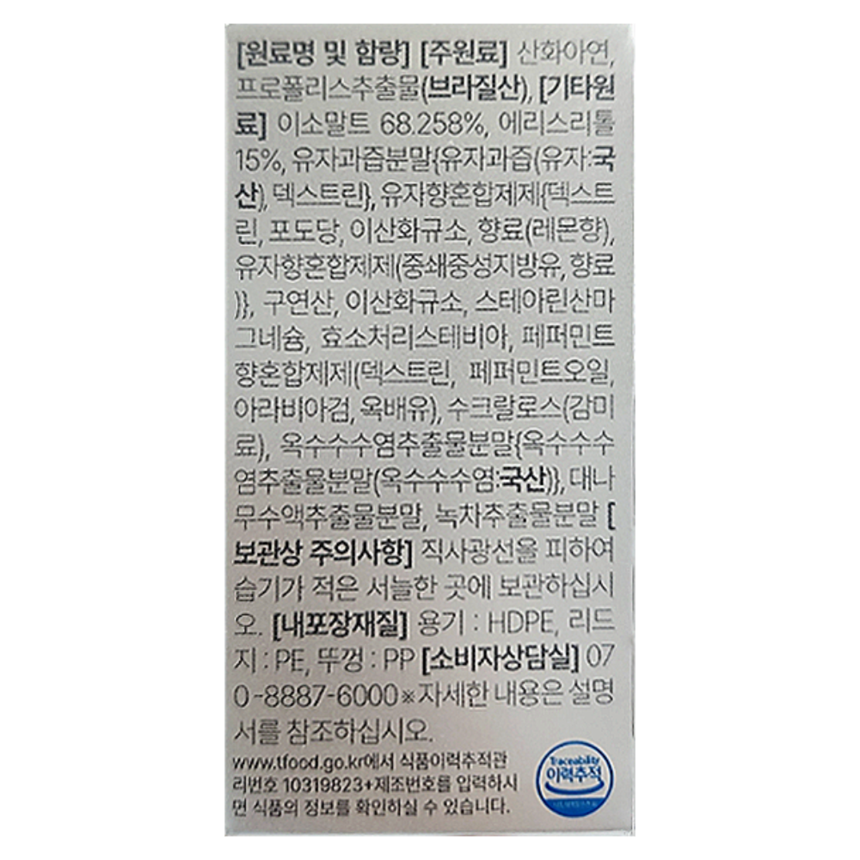 [원료명 및 함량] [주원료] 산화아연,
프로폴리스추출물(브라질산), [기타원
료] 이소말트 68.258%, 에리스리톨
15%, 유자과즙분말{유자과즙(유자:국
산), 덱스트린}, 유자향혼합제제{덱스트
린, 포도당, 이산화규소, 향료(레몬향),
유자향혼합제제(중쇄중성지방유, 향료
)}, 구연산, 이산화규소, 스테아린산마
그네슘, 효소처리스테비아, 페퍼민트
향혼합제제(덱스트린, 페퍼민트오일,
아라비아검, 옥배유), 수크랄로스(감미
료), 옥수수수염추출물분말{옥수수수
염추출물분말(옥수수수염:국산)}, 대나
무수액추출물분말, 녹차추출물분말 [
보관상 주의사항] 직사광선을 피하여
습기가 적은 서늘한 곳에 보관하십시
오. [내포장재질] 용기 : HDPE, 리드
지 : PE, 뚜껑 : PP [소비자상담실] 07
0-8887-6000※자세한 내용은 설명
서를 참조하십시오.
www.tfood.go.kr에서 식품이력추적관
리번호 10319823+제조번호를 입력하시
면 식품의 정보를 확인하실 수 있습니다.
Traceability
이력추적